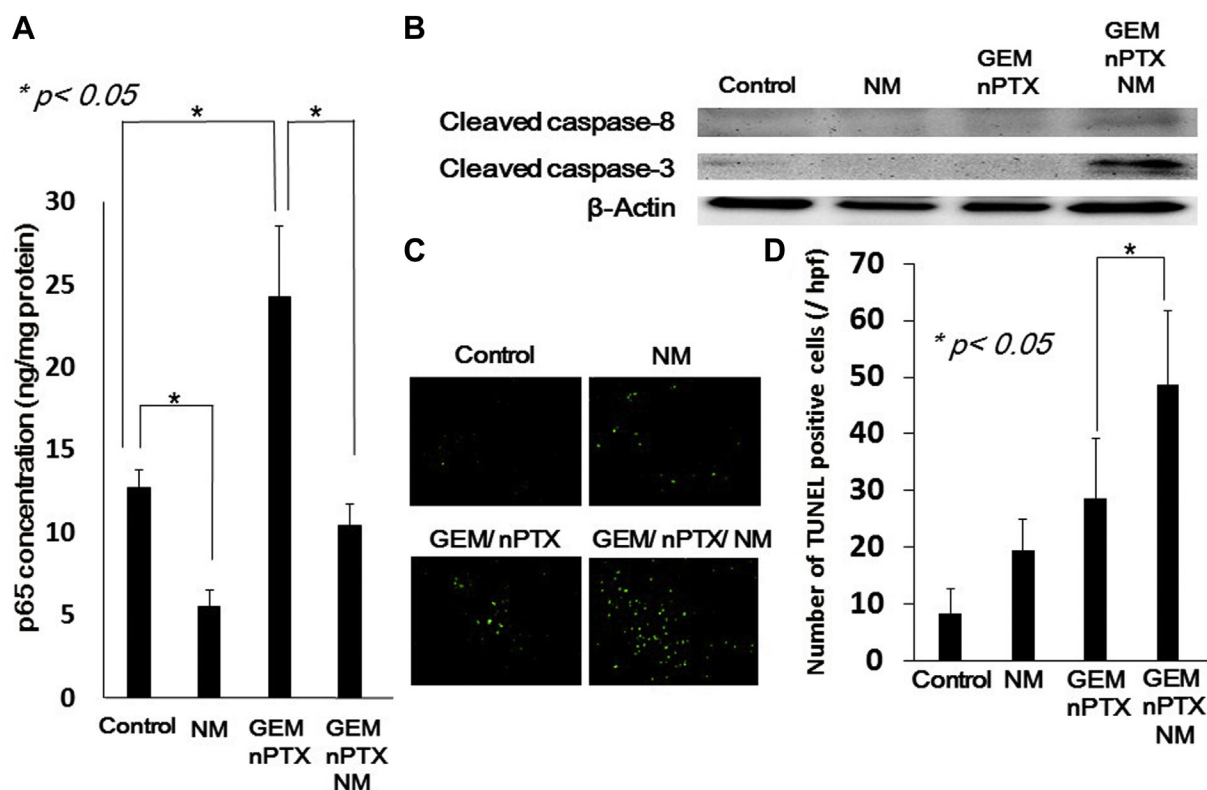 A
* p< 0.05
*
*
*
p65 concentration (ng/mg protein)
30
25
20
15
10
5
0
Control
NM
GEM
nPTX
GEM
nPTX
NM
B
Control
NM
GEM
nPTX
GEM
nPTX
NM
Cleaved caspase-8
Cleaved caspase-3
β-Actin
C
Control
NM
GEM/ nPTX
GEM/ nPTX/ NM
D
* p< 0.05
*
Number of TUNEL positive cells (/ hpf)
70
60
50
40
30
20
10
0
Control
NM
GEM
nPTX
GEM
nPTX
NM